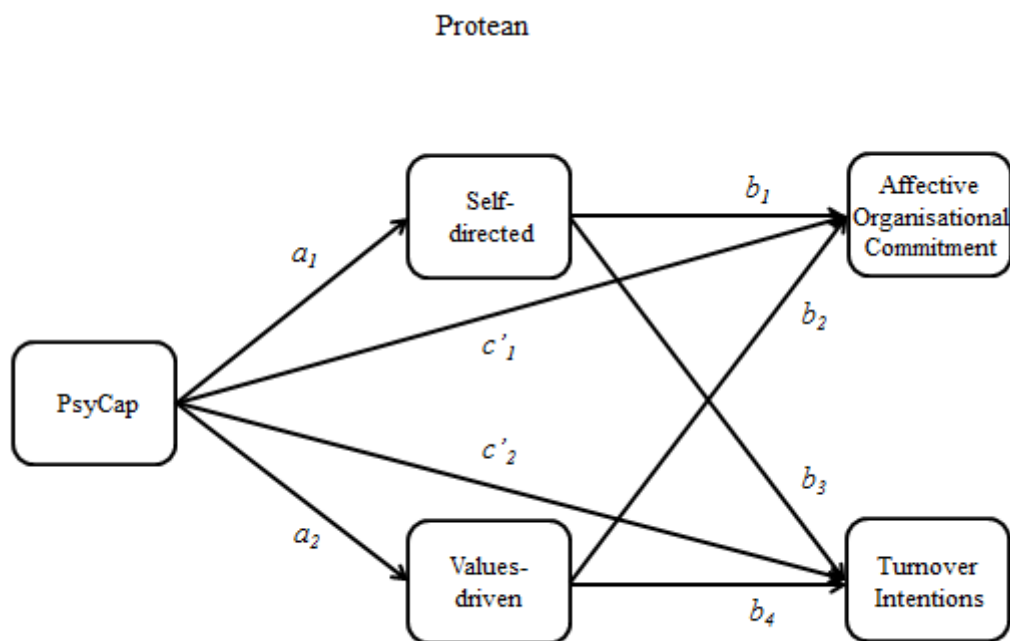 Protean
Self-
directed
b1
Affective
Organisational
Commitment
a1
b2
c'1
PsyCap
c'2
b3
a2
Values-
driven
b4
Turnover
Intentions